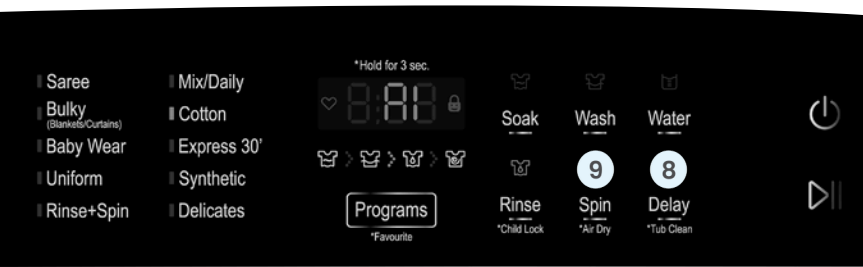 *Hold for 3 sec.
Saree
Mix/Daily
AI
Bulky
(Blankets/Curtains)
Cotton
Soak
Wash
Water
Baby Wear
Express 30'
Uniform
Synthetic
9
8
Rinse+Spin
Delicates
Programs
*Favourite
Rinse
*Child Lock
Spin
*Air Dry
Delay
*Tub Clean